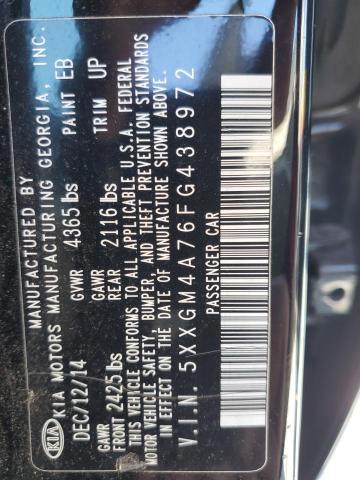 MANUFACTURED BY
KIA KIA MOTORS MANUFACTURING GEORGIA, INC.
DEC/12/14 GVWR 4365 lbs PAINT EB
GAWR FRONT 2425 lbs GAWR REAR 2116 lbs TRIM UP
THIS VEHICLE CONFORMS TO ALL APPLICABLE U.S.A. FEDERAL
MOTOR VEHICLE SAFETY, BUMPER, AND THEFT PREVENTION STANDARDS
IN EFFECT ON THE DATE OF MANUFACTURE SHOWN ABOVE.
V.I.N. 5XXGM4A76FG438972
PASSENGER CAR